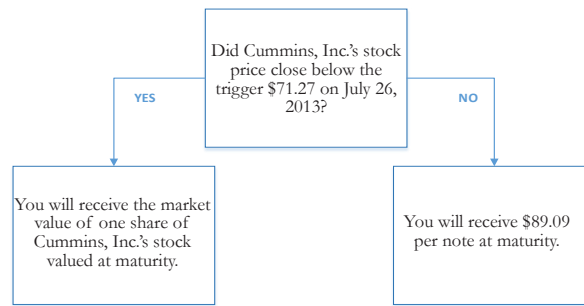 Did Cummins, Inc.'s stock
price close below the
trigger $71.27 on July 26,
2013?
YES
NO
You will receive the market
value of one share of
Cummins, Inc.'s stock
valued at maturity.
You will receive $89.09
per note at maturity.